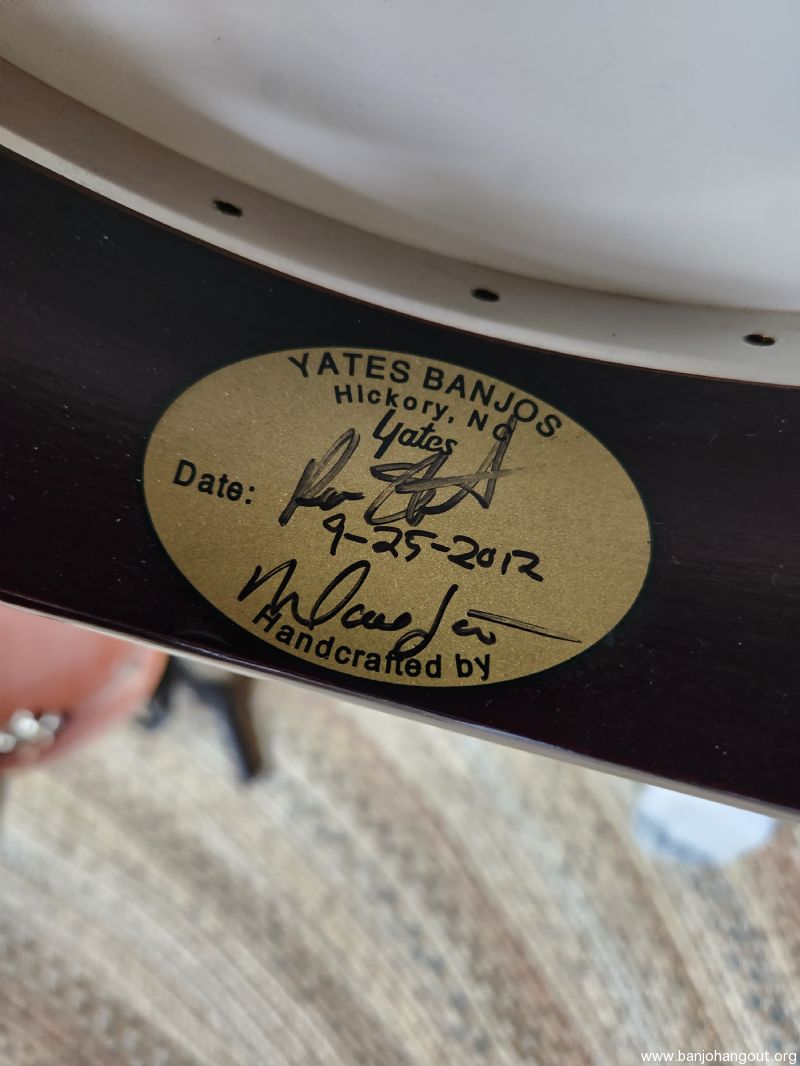 YATES BANJOS
HIckory, NC
Yates
Date:
9-25-2012
Handcrafted by
www.banjohangout.org